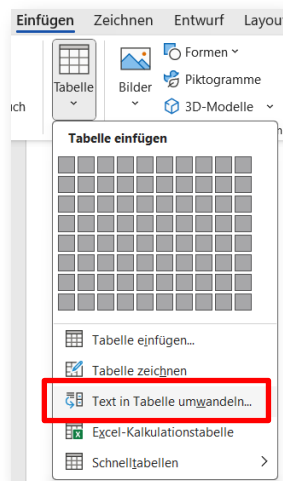 Einfügen Zeichnen Entwurf Layou
Tabelle
Bilder
Formen
Piktogramme
3D-Modelle
uch
n
Tabelle einfügen
Tabelle einfügen...
Tabelle zeichnen
Text in Tabelle umwandeln...
Excel-Kalkulationstabelle
Schnelltabellen